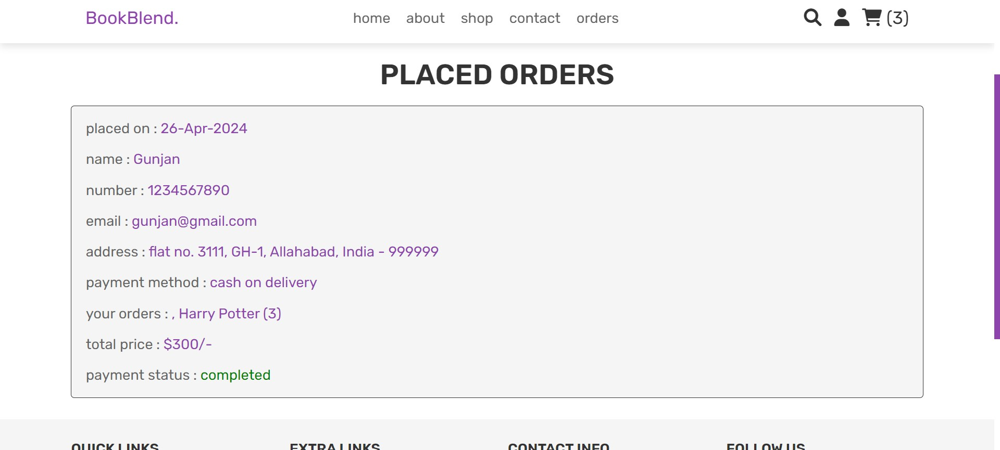 BookBlend.
home about shop contact orders
(3)
PLACED ORDERS
placed on : 26-Apr-2024
name : Gunjan
number : 1234567890
email : gunjan@gmail.com
address : flat no. 3111, GH-1, Allahabad, India - 999999
payment method : cash on delivery
your orders : , Harry Potter (3)
total price : $300/-
payment status : completed
QUICK LINKS EXTRA LINKS CONTACT INFO FOLLOW US